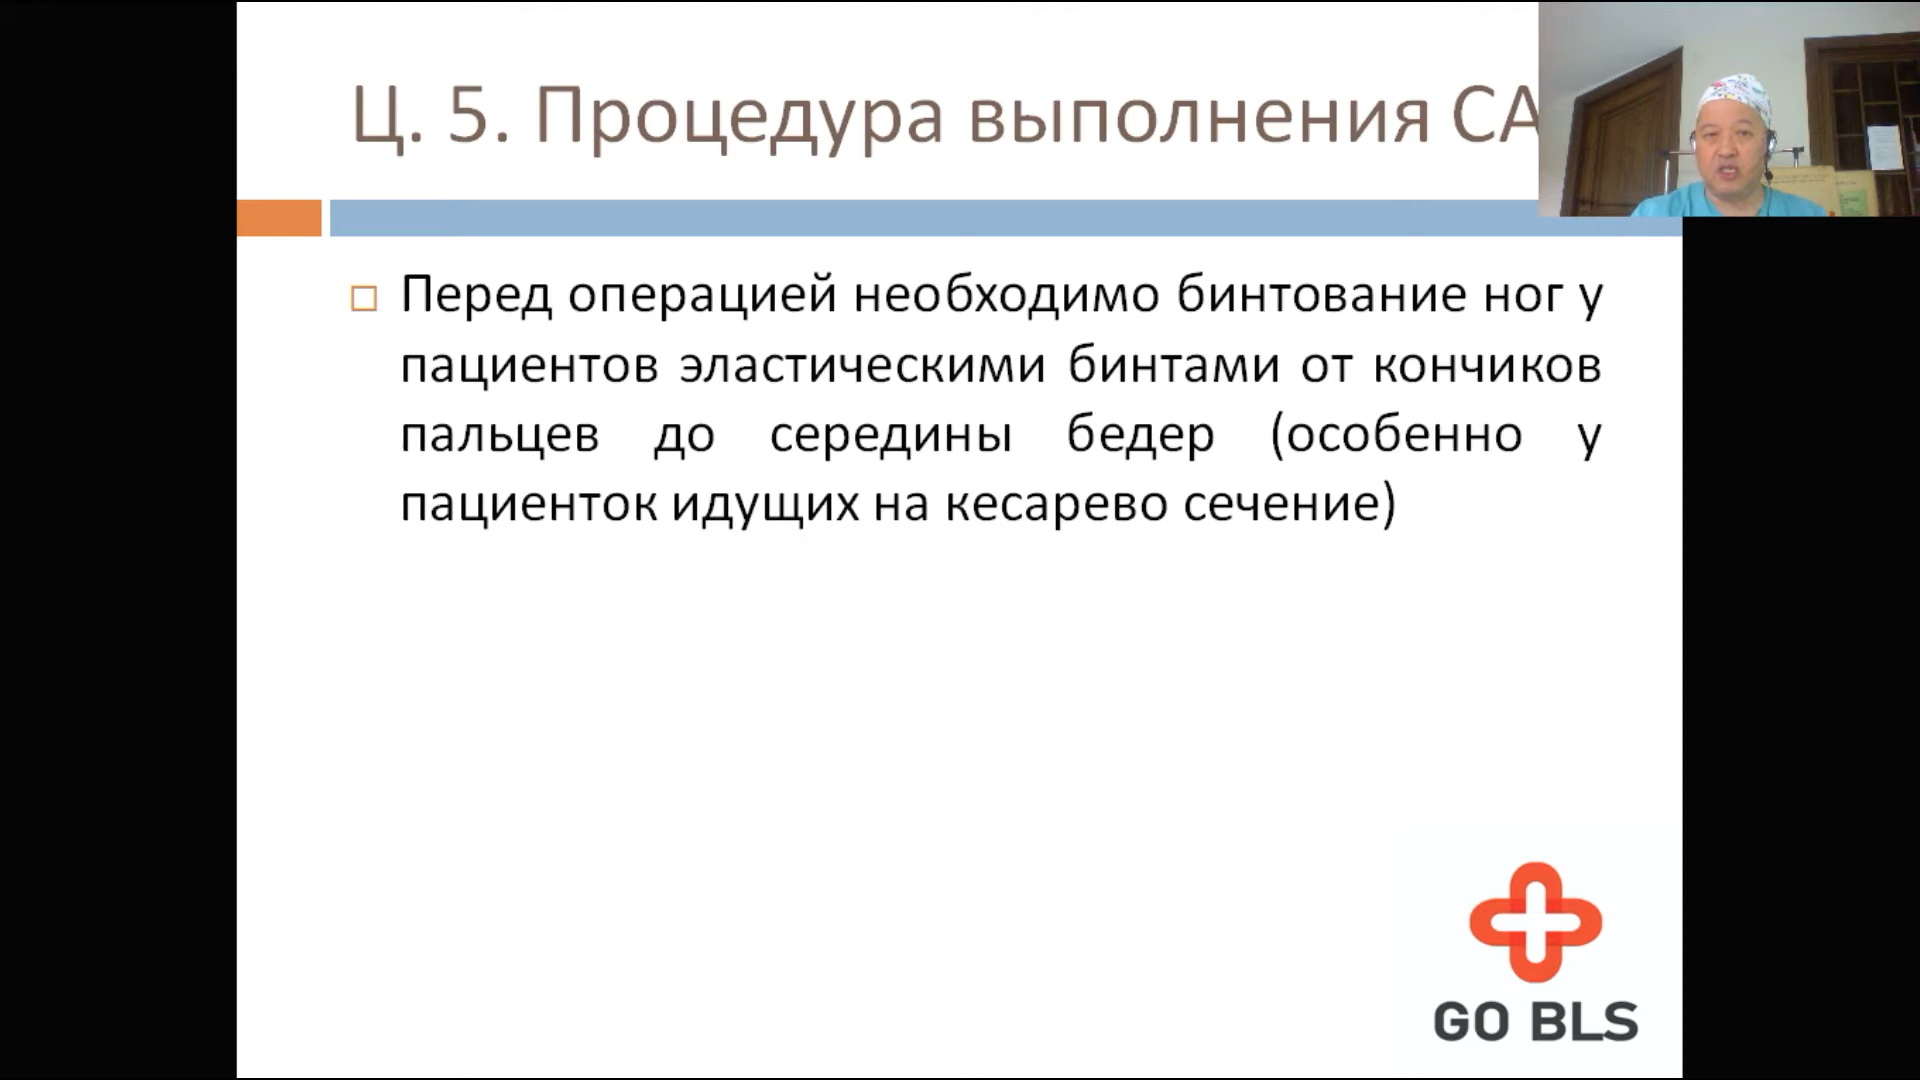 Ц. 5. Процедура выполнения СА
Перед операцией необходимо бинтование ног у
пациентов эластическими бинтами от кончиков
пальцев до середины бедер (особенно у
пациенток идущих на кесарево сечение)
GO BLS